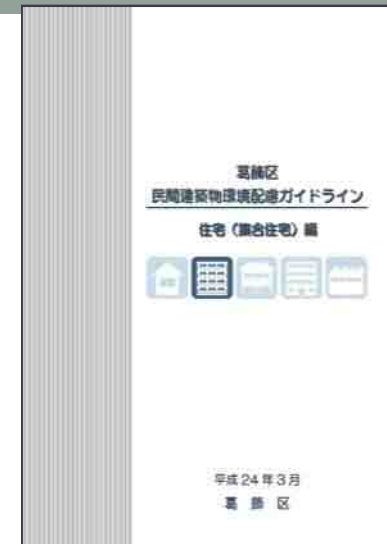 葛飾区
民間建築物環境配慮ガイドライン
住宅（集合住宅）編
平成24年3月
葛飾区